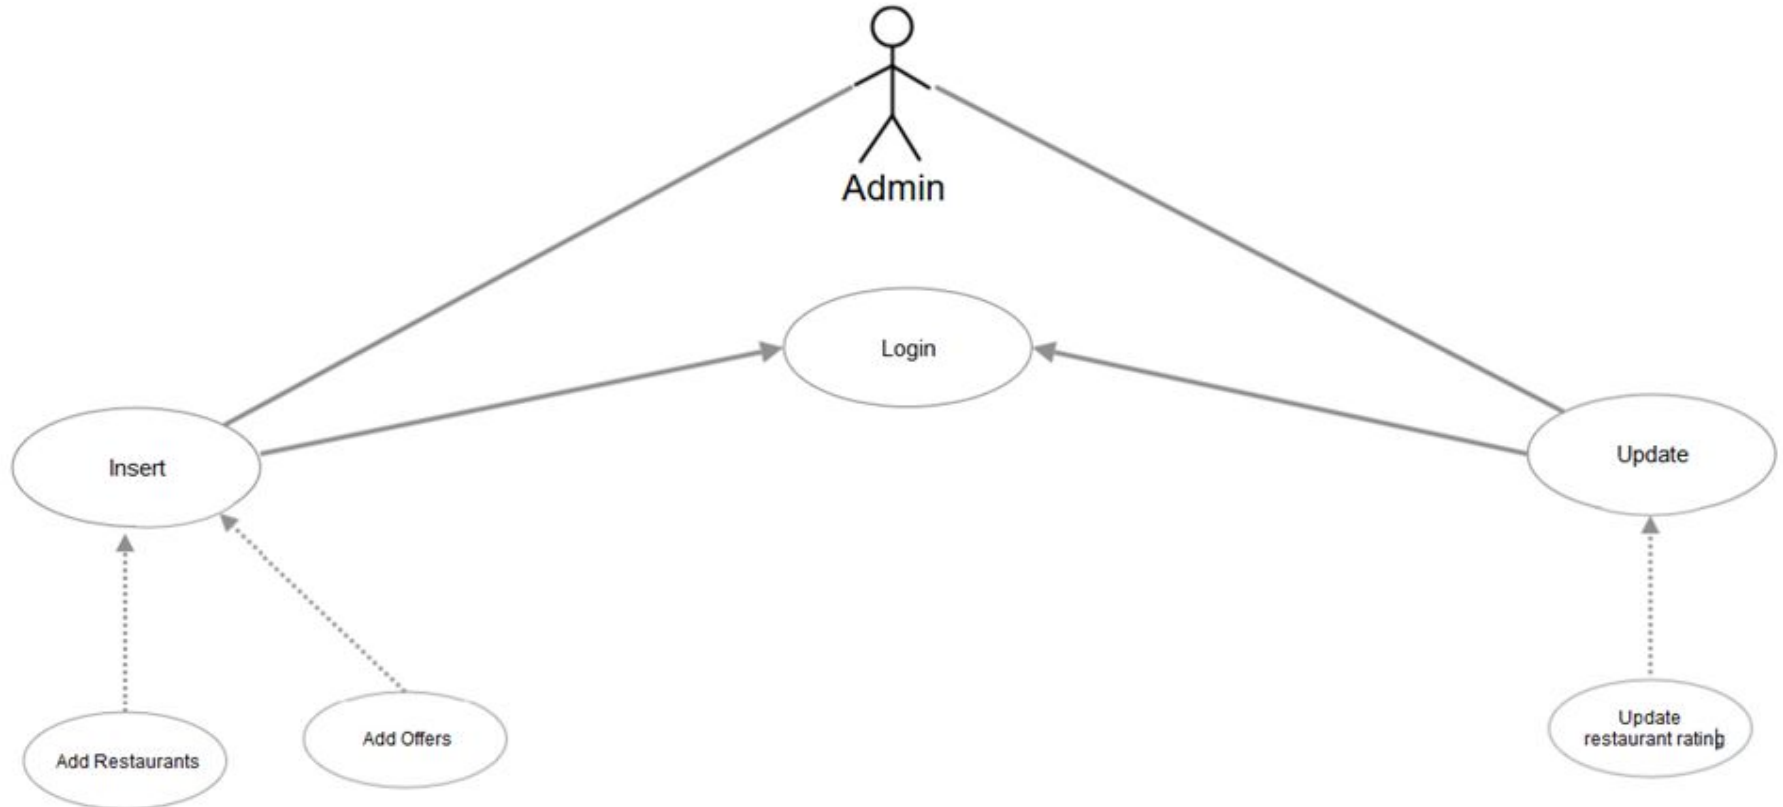 Admin
Login
Insert
Update
Add Restaurants
Add Offers
Update
restaurant rating